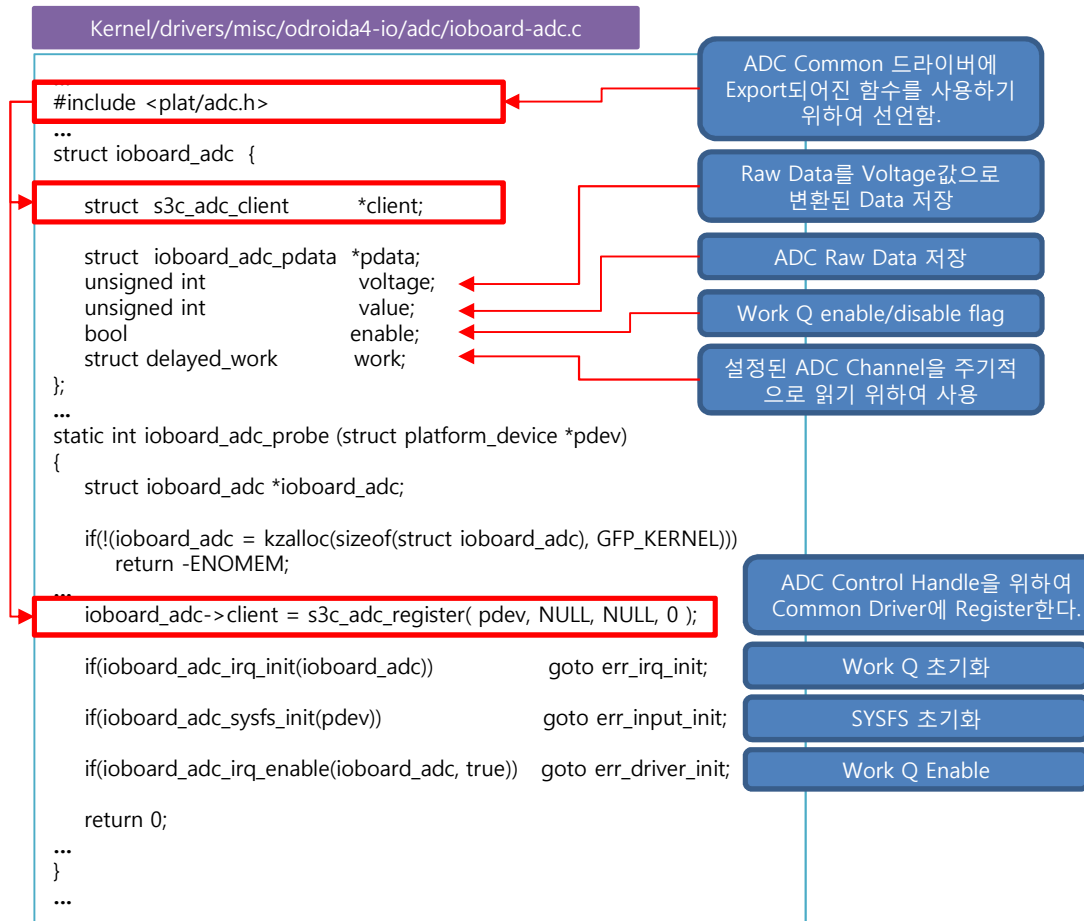 Kernel/drivers/misc/odroida4-io/adc/ioboard-adc.c
...
#include <plat/adc.h>
...
struct ioboard_adc {
struct s3c_adc_client *client;
struct ioboard_adc_pdata *pdata;
unsigned int voltage;
unsigned int value;
bool enable;
struct delayed_work work;
};
...
static int ioboard_adc_probe (struct platform_device *pdev)
{
struct ioboard_adc *ioboard_adc;
if(!(ioboard_adc = kzalloc(sizeof(struct ioboard_adc), GFP_KERNEL)))
return -ENOMEM;
...
ioboard_adc->client = s3c_adc_register( pdev, NULL, NULL, 0 );
if(ioboard_adc_irq_init(ioboard_adc)) goto err_irq_init;
if(ioboard_adc_sysfs_init(pdev)) goto err_input_init;
if(ioboard_adc_irq_enable(ioboard_adc, true)) goto err_driver_init;
return 0;
...
}
...
ADC Common 드라이버에
Export되어진 함수를 사용하기
위하여 선언함.
Raw Data를 Voltage값으로
변환된 Data 저장
ADC Raw Data 저장
Work Q enable/disable flag
설정된 ADC Channel을 주기적
으로 읽기 위하여 사용
ADC Control Handle을 위하여
Common Driver에 Register한다.
Work Q 초기화
SYSFS 초기화
Work Q Enable